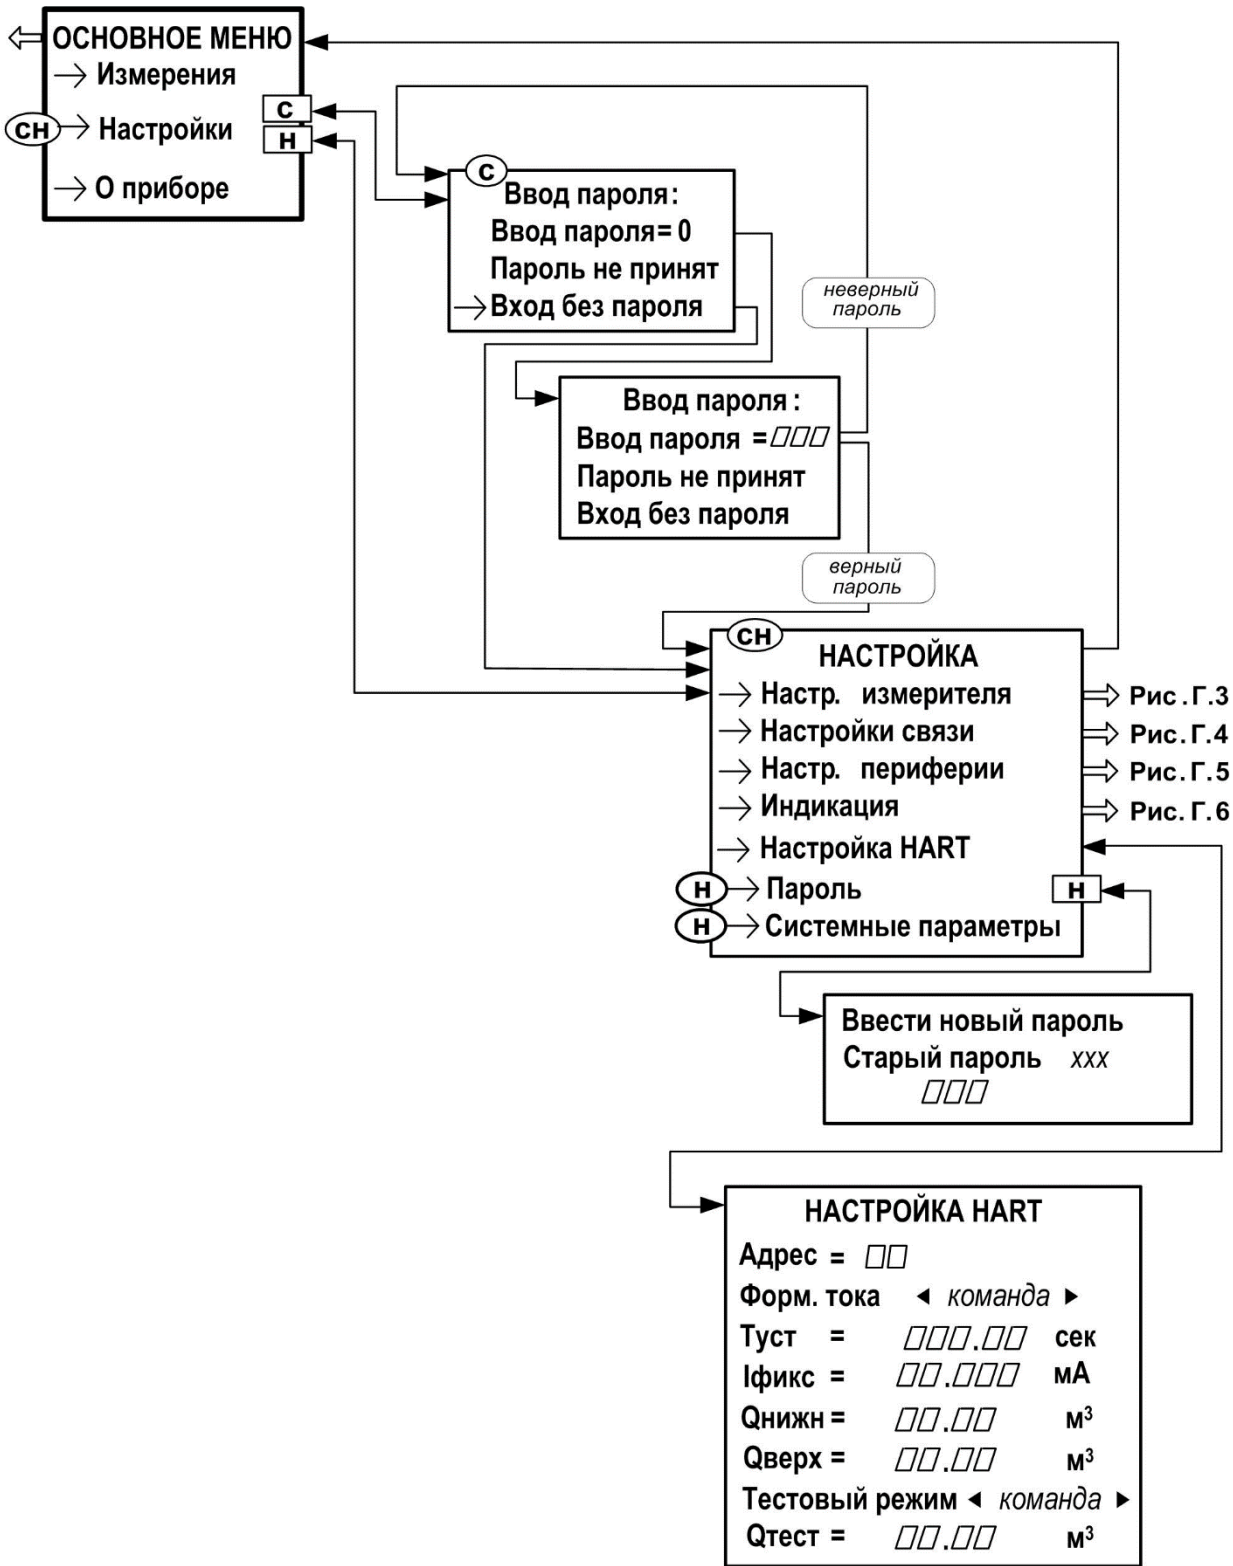 ОСНОВНОЕ МЕНЮ
Измерения
С
СН Настройки
Н
О приборе
С
Ввод пароля:
Ввод пароля= 0
Пароль не принят
Вход без пароля
неверный
пароль
Ввод пароля :
Ввод пароля = ▯▯▯
Пароль не принят
Вход без пароля
верный
пароль
СН
НАСТРОЙКА
Настр. измерителя Рис.Г.3
Настройки связи Рис.Г.4
Настр. периферии Рис.Г.5
Индикация Рис.Г.6
Настройка HART
Н Пароль Н
Н Системные параметры
Ввести новый пароль
Старый пароль xxx
▯▯▯
НАСТРОЙКА HART
Адрес = ▯▯
Форм. тока ◄ команда ►
Туст = ▯▯▯.▯▯ сек
Iфикс = ▯▯.▯▯▯ мА
Qнижн = ▯▯.▯▯ м³
Qверх = ▯▯.▯▯ м³
Тестовый режим ◄ команда ►
Qтест = ▯▯.▯▯ м³